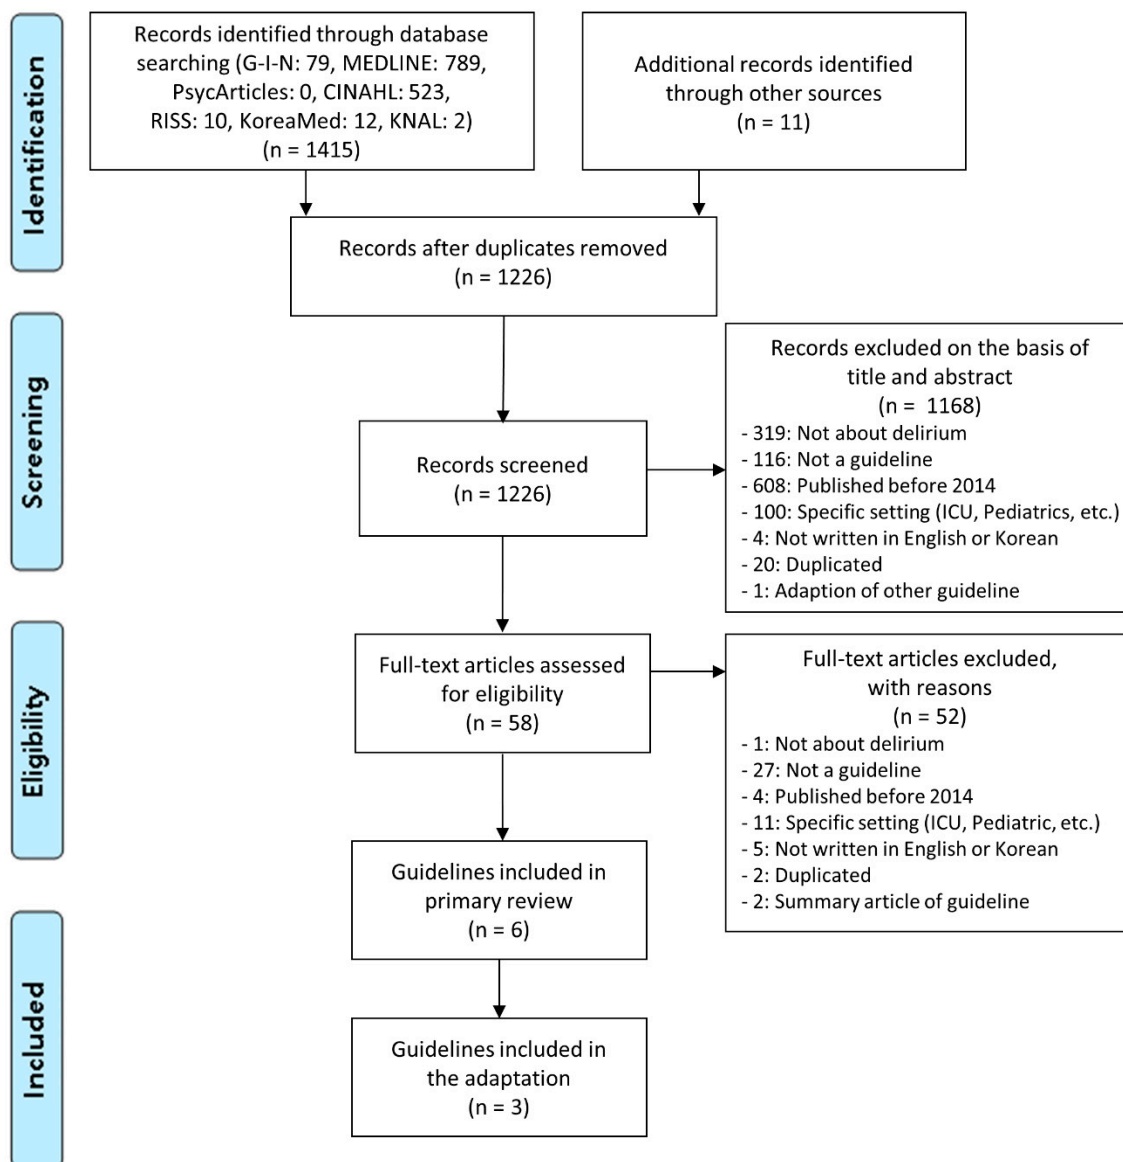 Identification
Records identified through database
searching (G-I-N: 79, MEDLINE: 789,
PsycArticles: 0, CINAHL: 523,
RISS: 10, KoreaMed: 12, KNAL: 2)
(n = 1415)
Additional records identified
through other sources
(n = 11)
Records after duplicates removed
(n = 1226)
Screening
Records screened
(n = 1226)
Records excluded on the basis of
title and abstract
(n = 1168)
- 319: Not about delirium
- 116: Not a guideline
- 608: Published before 2014
- 100: Specific setting (ICU, Pediatrics, etc.)
- 4: Not written in English or Korean
- 20: Duplicated
- 1: Adaption of other guideline
Eligibility
Full-text articles assessed
for eligibility
(n = 58)
Full-text articles excluded,
with reasons
(n = 52)
- 1: Not about delirium
- 27: Not a guideline
- 4: Published before 2014
- 11: Specific setting (ICU, Pediatric, etc.)
- 5: Not written in English or Korean
- 2: Duplicated
- 2: Summary article of guideline
Guidelines included in
primary review
(n = 6)
Included
Guidelines included in
the adaptation
(n = 3)